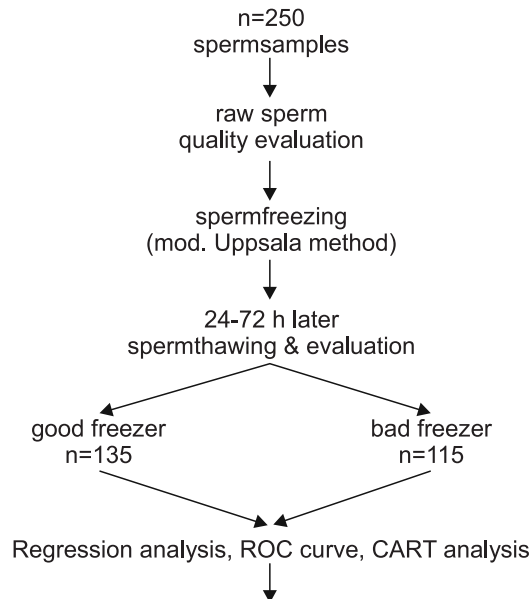 n=250
spermsamples
raw sperm
quality evaluation
spermfreezing
(mod. Uppsala method)
24-72 h later
spermthawing & evaluation
good freezer
n=135
bad freezer
n=115
Regression analysis, ROC curve, CART analysis